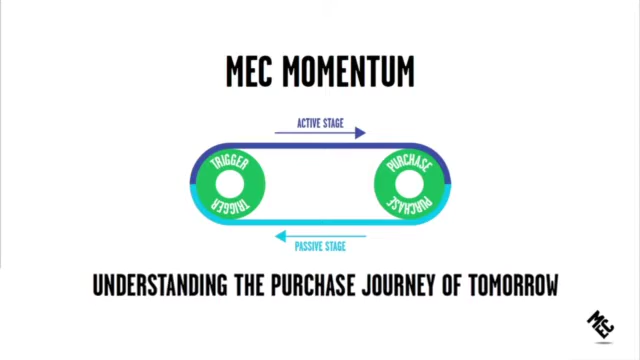 MEC MOMENTUM
ACTIVE STAGE
TRIGGER
PURCHASE
TRIGGER
PURCHASE
PASSIVE STAGE
UNDERSTANDING THE PURCHASE JOURNEY OF TOMORROW
MEC